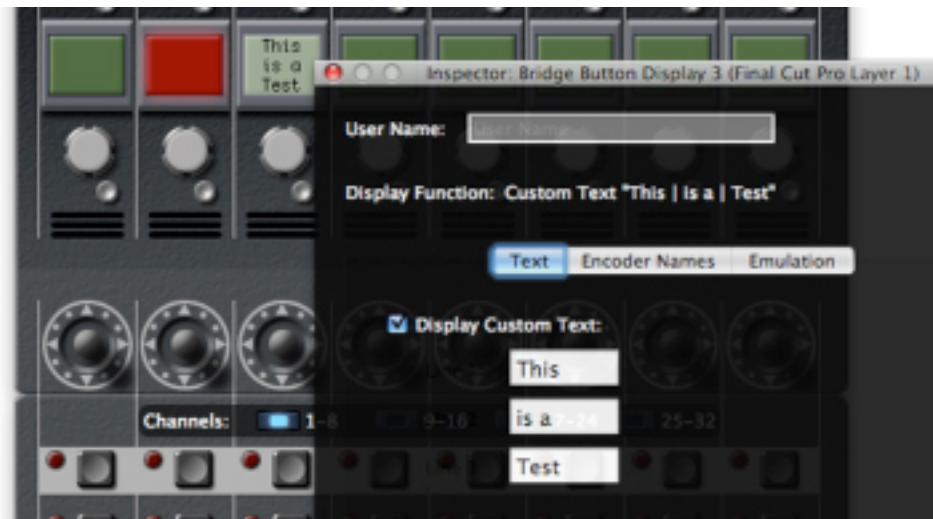 This
is a
Test
Inspector: Bridge Button Display 3 (Final Cut Pro Layer 1)
User Name: User Name
Display Function: Custom Text "This | is a | Test"
Text Encoder Names Emulation
Display Custom Text:
This
Channels: 1-8 9-16 17-24 25-32
is a
Test